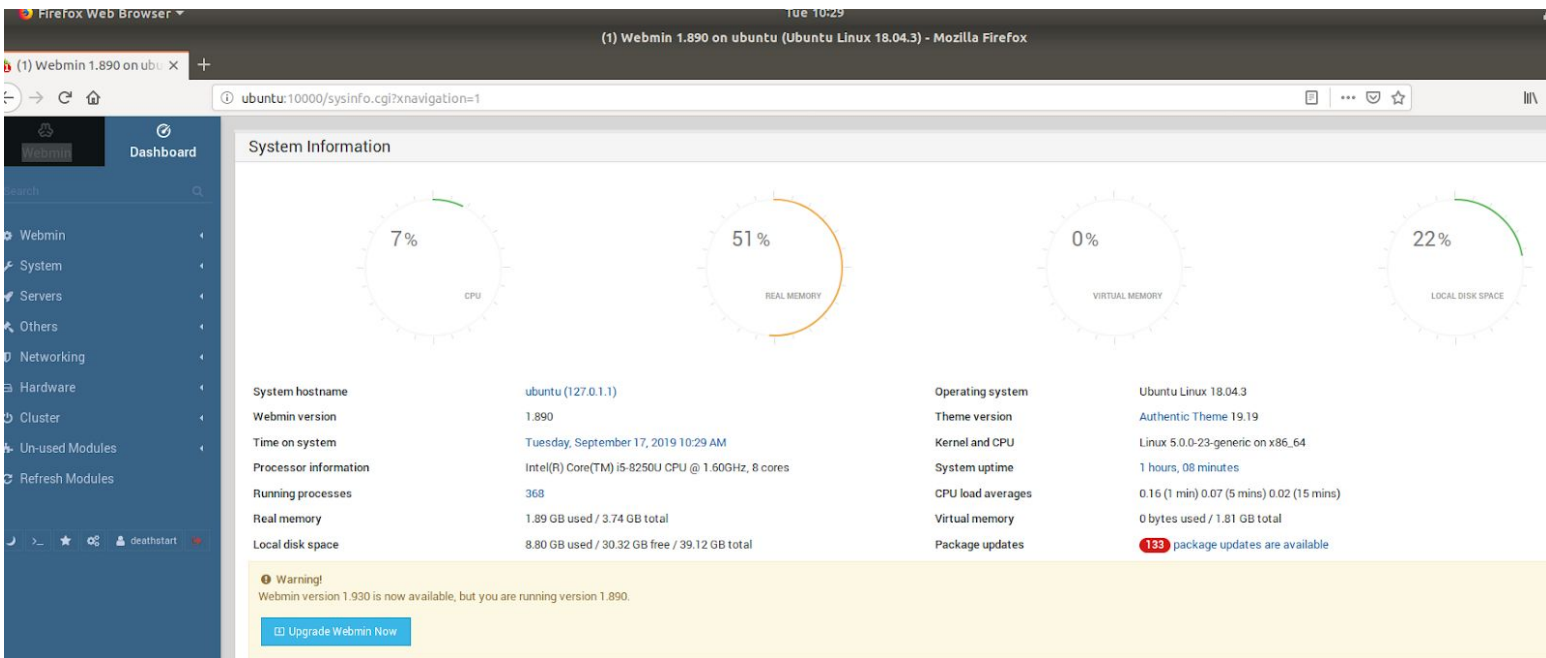 Firefox Web Browser
Tue 10:29
(1) Webmin 1.890 on ubuntu (Ubuntu Linux 18.04.3) - Mozilla Firefox
(1) Webmin 1.890 on ubu
ubuntu:10000/sysinfo.cgi?xnavigation=1
Webmin
Dashboard
Search
Webmin
System
Servers
Others
Networking
Hardware
Cluster
Un-used Modules
Refresh Modules
deathstart
System Information
7%
CPU
51%
REAL MEMORY
0%
VIRTUAL MEMORY
22%
LOCAL DISK SPACE
System hostname ubuntu (127.0.1.1) Operating system Ubuntu Linux 18.04.3
Webmin version 1.890 Theme version Authentic Theme 19.19
Time on system Tuesday, September 17, 2019 10:29 AM Kernel and CPU Linux 5.0.0-23-generic on x86_64
Processor information Intel(R) Core(TM) i5-8250U CPU @ 1.60GHz, 8 cores System uptime 1 hours, 08 minutes
Running processes 368 CPU load averages 0.16 (1 min) 0.07 (5 mins) 0.02 (15 mins)
Real memory 1.89 GB used / 3.74 GB total Virtual memory 0 bytes used / 1.81 GB total
Local disk space 8.80 GB used / 30.32 GB free / 39.12 GB total Package updates 133 package updates are available
Warning!
Webmin version 1.930 is now available, but you are running version 1.890.
Upgrade Webmin Now